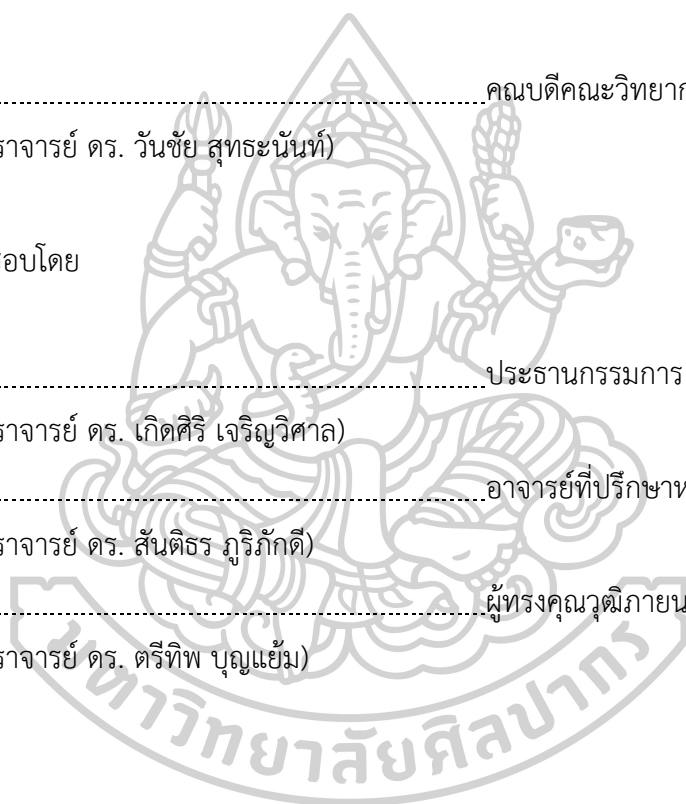 คณบดีคณะวิทยาก
ราจารย์ ดร. วันชัย สุทธะนันท์)
สอบโดย
ประธานกรรมการ
ราจารย์ ดร. เกิดศิริ เจริญวิศาล)
อาจารย์ที่ปรึกษาห
ราจารย์ ดร. สันติธร ภูริภักดี)
ผู้ทรงคุณวุฒิภายน
ราจารย์ ดร. ตรีทิพ บุญแย้ม)
มหาวิทยาลัยศิลปากร